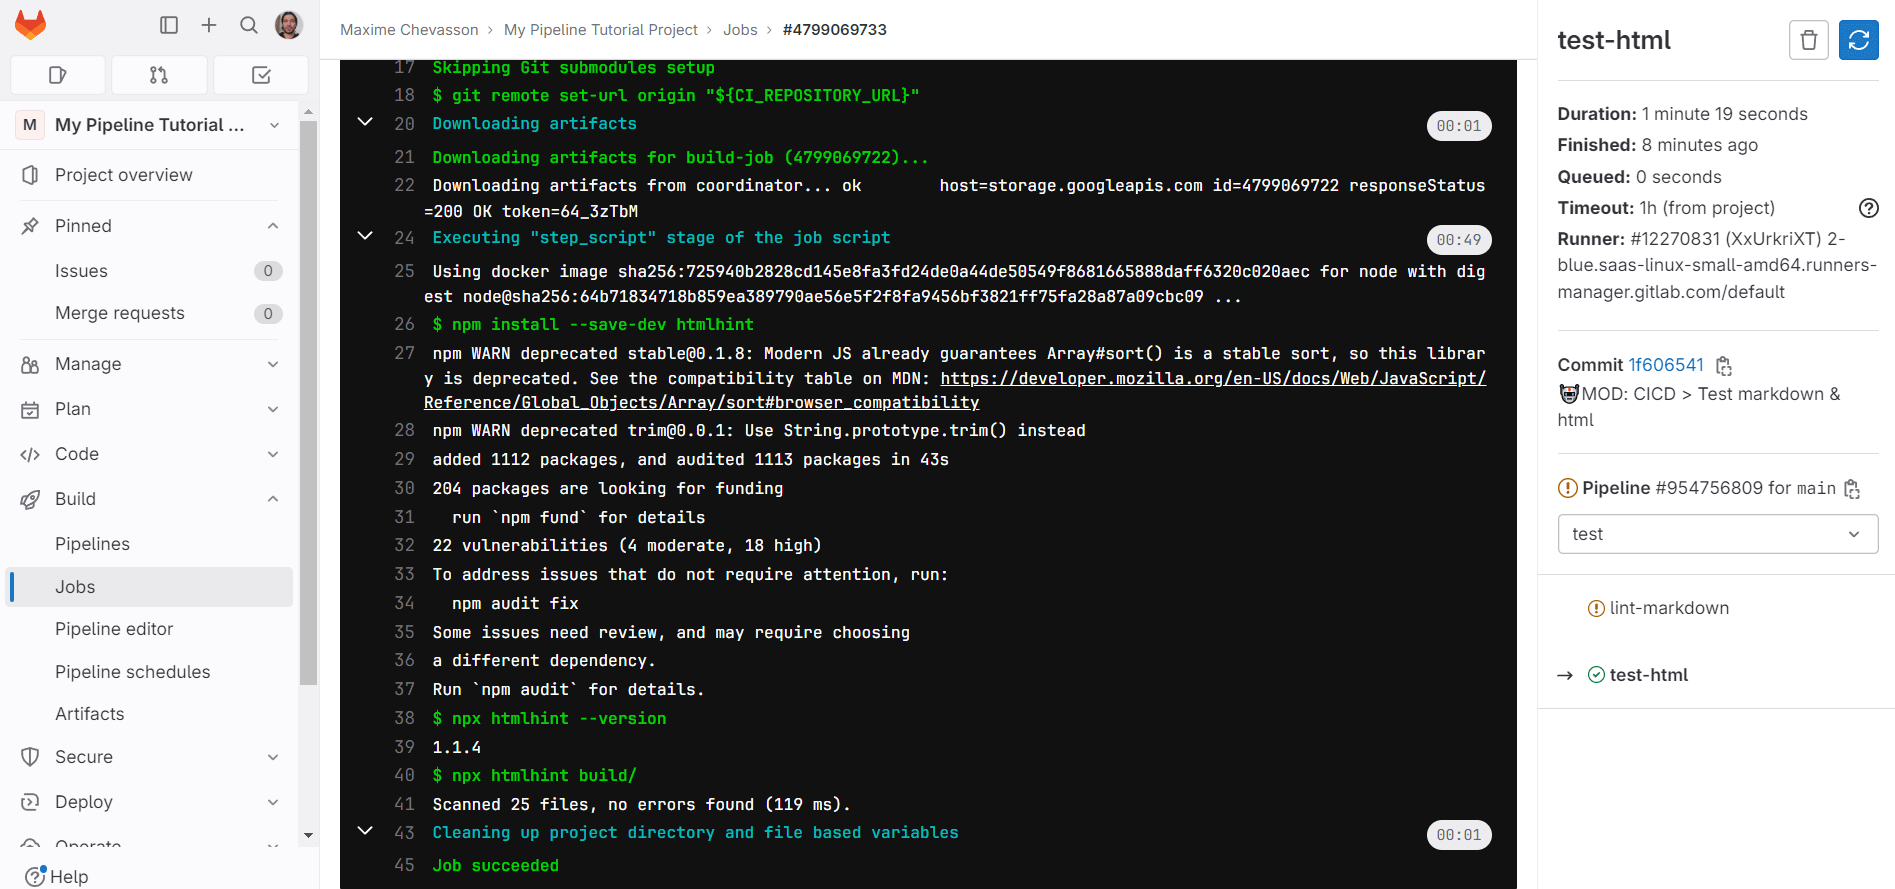 M My Pipeline Tutorial ...
Project overview
Pinned
Issues 0
Merge requests 0
Manage
Plan
Code
Build
Pipelines
Jobs
Pipeline editor
Pipeline schedules
Artifacts
Secure
Deploy
Operate
Help
Maxime Chevasson › My Pipeline Tutorial Project › Jobs › #4799069733
17 Skipping Git submodules setup
18 $ git remote set-url origin "${CI_REPOSITORY_URL}"
20 Downloading artifacts 00:01
21 Downloading artifacts for build-job (4799069722)...
22 Downloading artifacts from coordinator... ok        host=storage.googleapis.com id=4799069722 responseStatus
=200 OK token=64_3zTbM
24 Executing "step_script" stage of the job script 00:49
25 Using docker image sha256:725940b2828cd145e8fa3fd24de0a44de50549f8681665888daff6320c020aec for node with dig
est node@sha256:64b71834718b859ea389790ae56e5f2f8fa9456bf3821ff75fa28a87a09cbc09 ...
26 $ npm install --save-dev htmlhint
27 npm WARN deprecated stable@0.1.8: Modern JS already guarantees Array#sort() is a stable sort, so this librar
y is deprecated. See the compatibility table on MDN: https://developer.mozilla.org/en-US/docs/Web/JavaScript/
Reference/Global_Objects/Array/sort#browser_compatibility
28 npm WARN deprecated trim@0.0.1: Use String.prototype.trim() instead
29 added 1112 packages, and audited 1113 packages in 43s
30 204 packages are looking for funding
31   run `npm fund` for details
32 22 vulnerabilities (4 moderate, 18 high)
33 To address issues that do not require attention, run:
34   npm audit fix
35 Some issues need review, and may require choosing
36 a different dependency.
37 Run `npm audit` for details.
38 $ npx htmlhint --version
39 1.1.4
40 $ npx htmlhint build/
41 Scanned 25 files, no errors found (119 ms).
43 Cleaning up project directory and file based variables 00:01
45 Job succeeded
test-html
Duration: 1 minute 19 seconds
Finished: 8 minutes ago
Queued: 0 seconds
Timeout: 1h (from project)
Runner: #12270831 (XxUrkriXT) 2-
blue.saas-linux-small-amd64.runners-
manager.gitlab.com/default
Commit 1f606541
MOD: CICD > Test markdown &
html
Pipeline #954756809 for main
test
lint-markdown
→ test-html